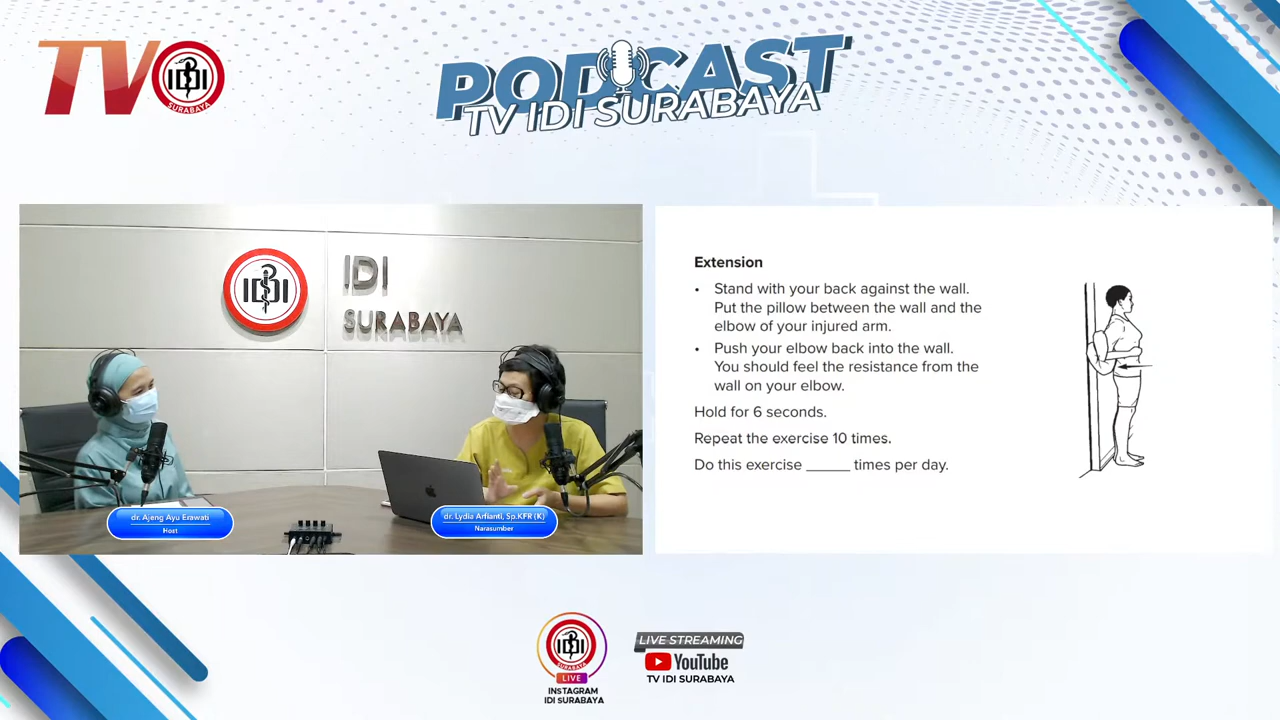 TV IDI
SURABAYA
PODCAST
TV IDI SURABAYA
IDI
IDI
SURABAYA
dr. Ajeng Ayu Erawati
Host
dr. Lydia Arfianti, Sp.KFR (K)
Narasumber
Extension
• Stand with your back against the wall.
Put the pillow between the wall and the
elbow of your injured arm.
• Push your elbow back into the wall.
You should feel the resistance from the
wall on your elbow.
Hold for 6 seconds.
Repeat the exercise 10 times.
Do this exercise ______ times per day.
IDI
SURABAYA
LIVE
INSTAGRAM
IDI SURABAYA
LIVE STREAMING
YouTube
TV IDI SURABAYA